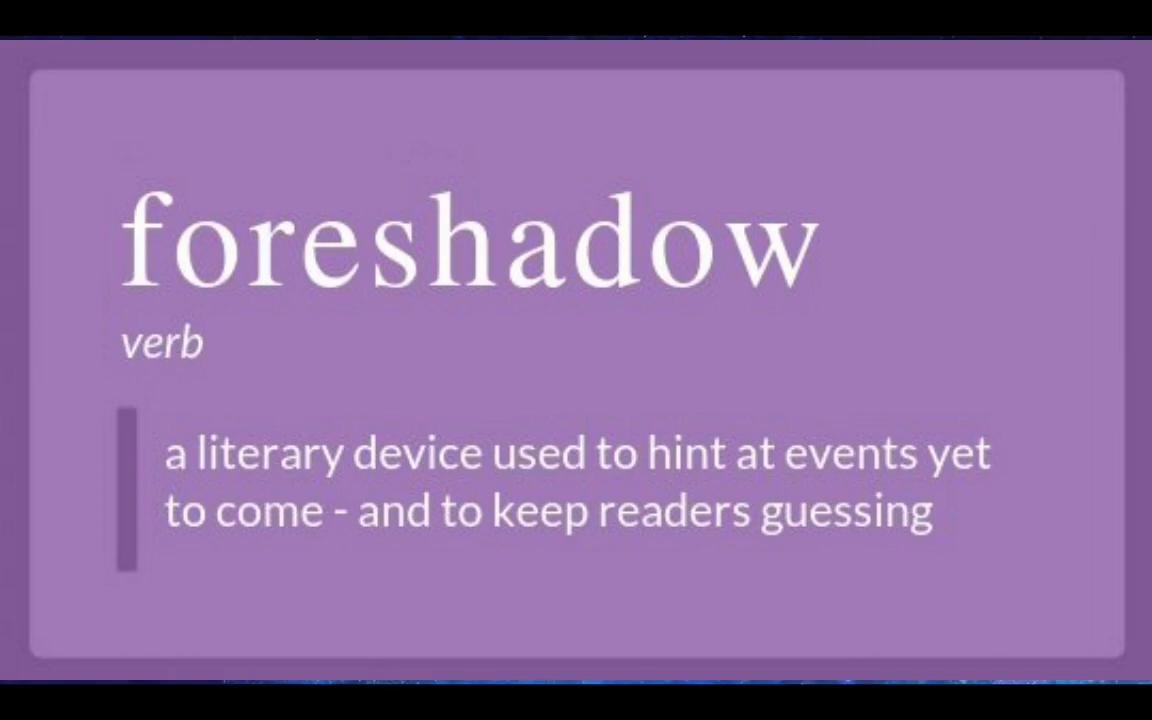 foreshadow
verb
a literary device used to hint at events yet
to come - and to keep readers guessing